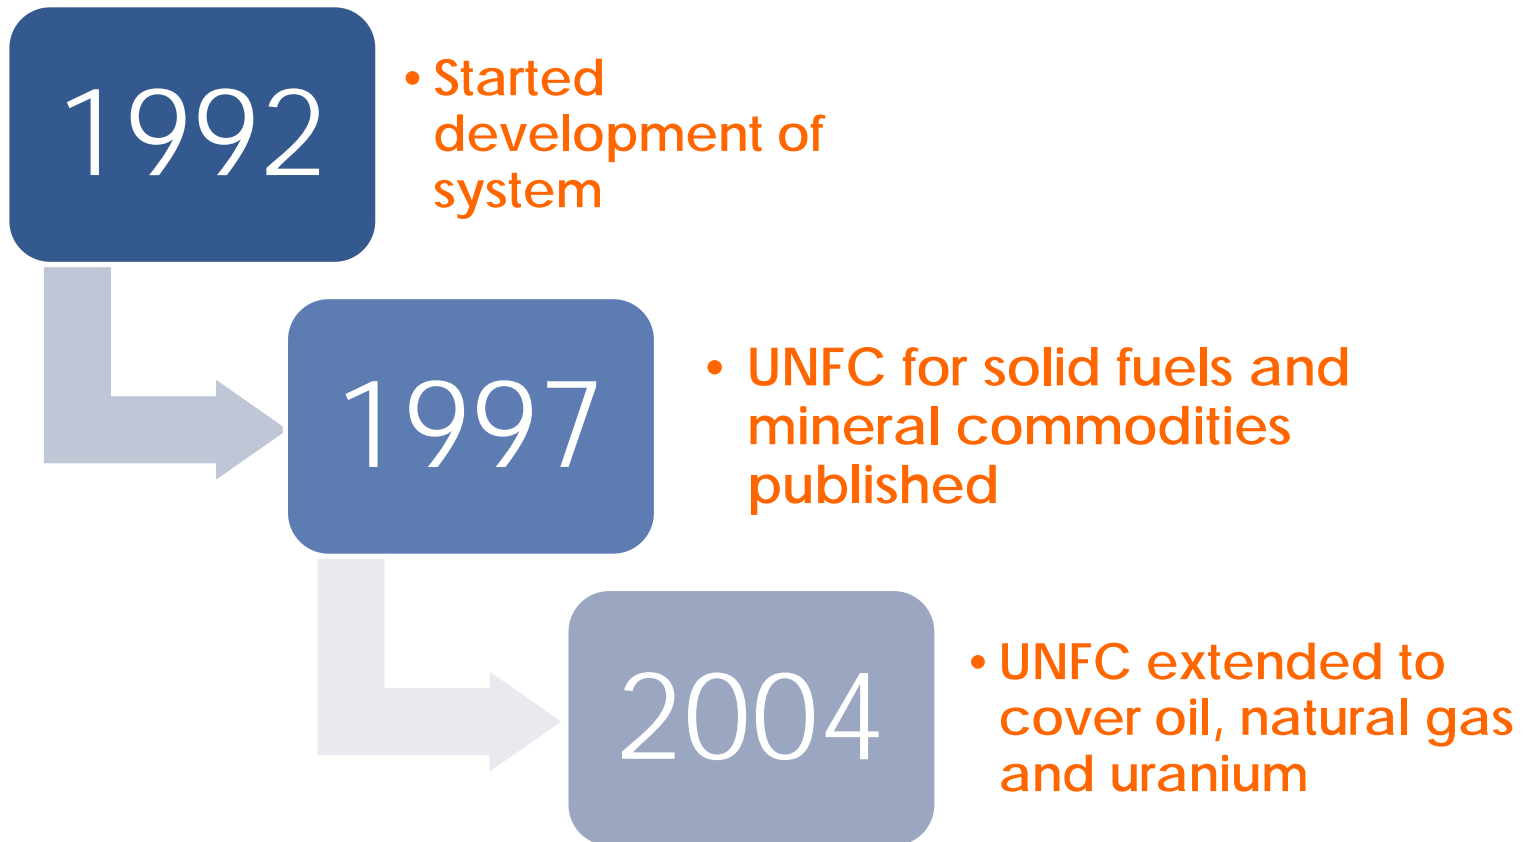 1992
• Started
development of
system
1997
• UNFC for solid fuels and
mineral commodities
published
2004
• UNFC extended to
cover oil, natural gas
and uranium